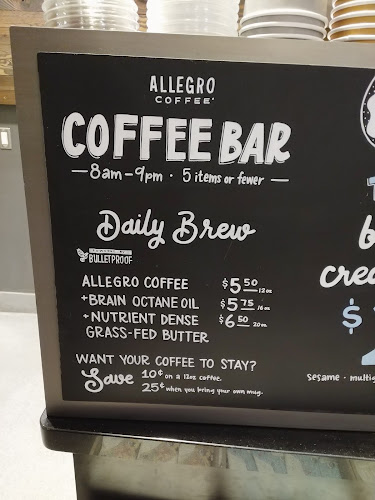 ALLEGRO
COFFEE
COFFEE BAR
8am-9pm · 5 items or fewer
Daily Brew
BULLETPROOF
ALLEGRO COFFEE $5 50 12oz
+BRAIN OCTANE OIL $5 75 16oz
+NUTRIENT DENSE $6 50 20oz
GRASS-FED BUTTER
WANT YOUR COFFEE TO STAY?
Save 10¢ on a 12oz coffee.
25¢ when you bring your own mug.
b
crea
$
sesame · multig